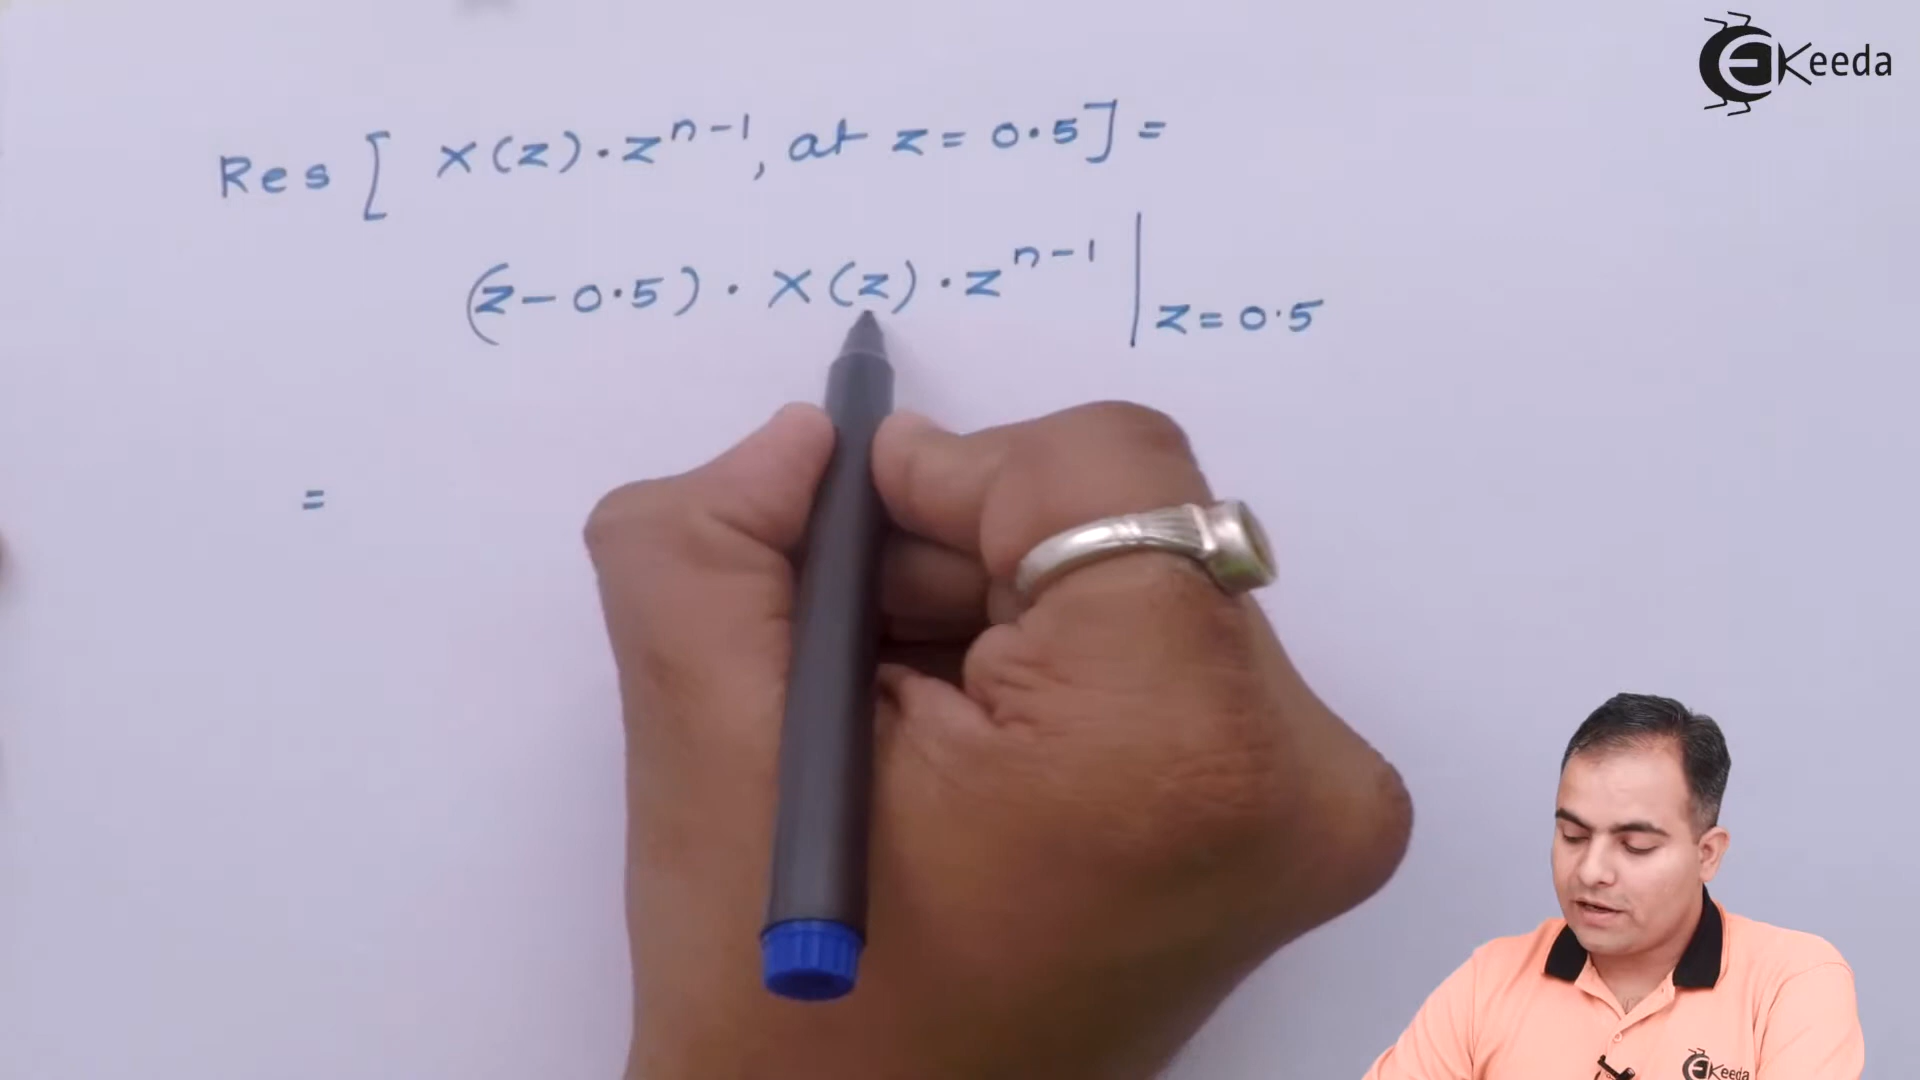 Keeda
Res [ X(z)·z^{n-1}, at z = 0.5 ] =
(z - 0.5) · X(z) · z^{n-1} |_{z = 0.5}
=
Keeda